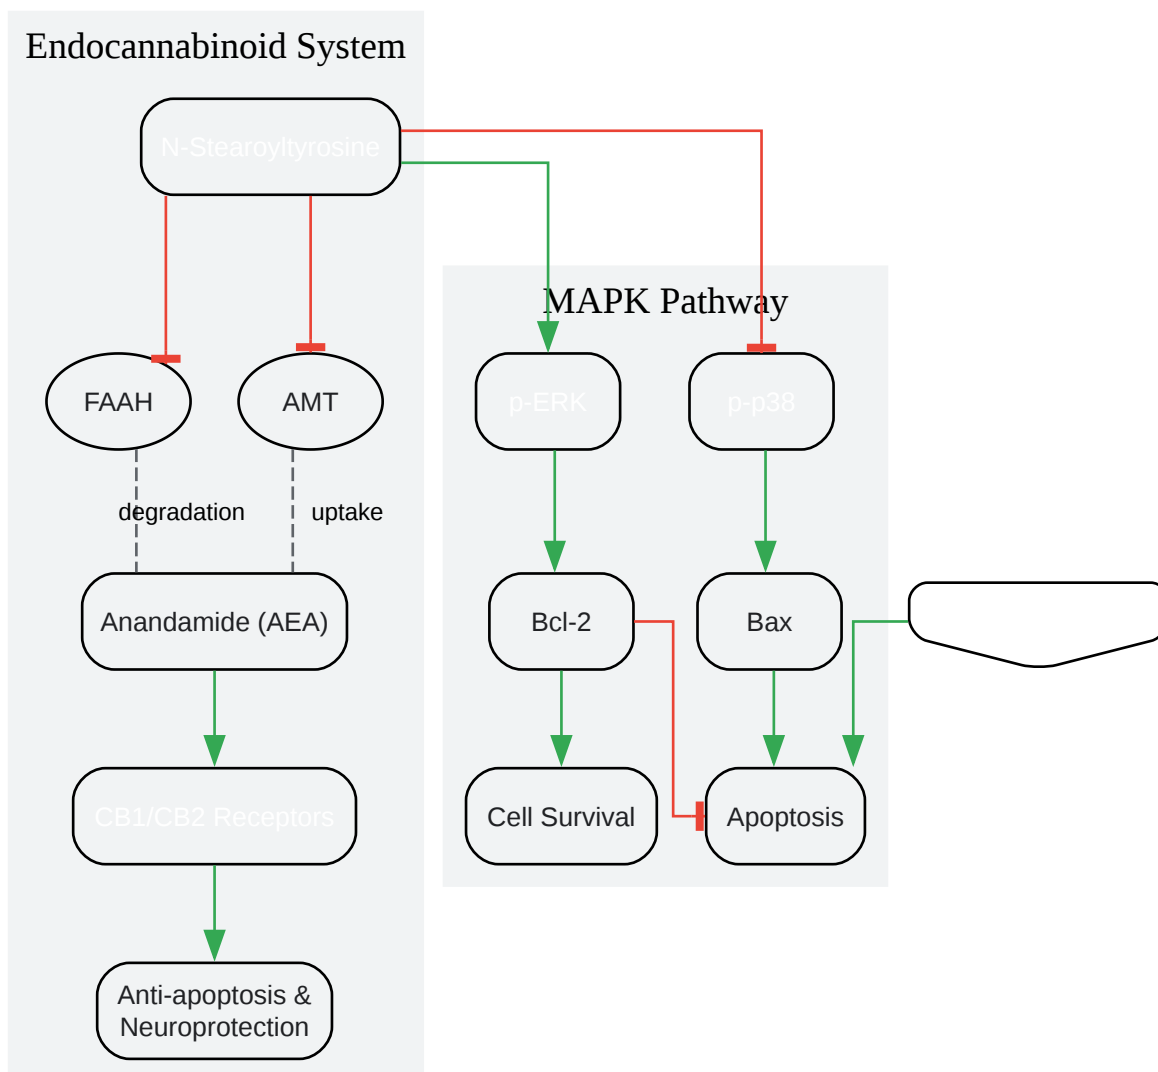 Endocannabinoid System
N-Stearoyltyrosine
MAPK Pathway
FAAH
AMT
p-ERK
p-p38
degradation
uptake
Anandamide (AEA)
Bcl-2
Bax
CB1/CB2 Receptors
Cell Survival
Apoptosis
Anti-apoptosis &
Neuroprotection